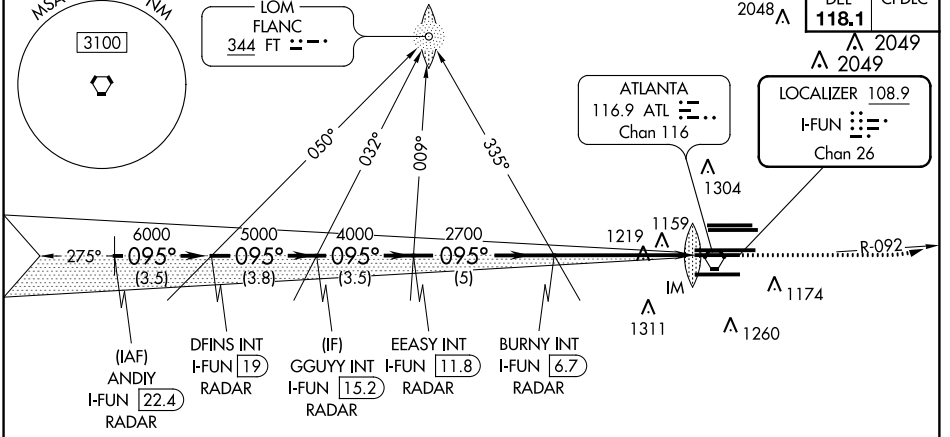 MSA
NM
3100
LOM
FLANC
344 FT
2048
118.1
CPDLC
2049
2049
ATLANTA
116.9 ATL
Chan 116
LOCALIZER 108.9
I-FUN
Chan 26
050°
032°
009°
335°
1304
1159
1219
6000
5000
4000
2700
275°
095°
095°
095°
095°
(3.5)
(3.8)
(3.5)
(5)
R-092
IM
1174
1311
1260
(IAF)
ANDIY
I-FUN 22.4
RADAR
DFINS INT
I-FUN 19
RADAR
(IF)
GGUYY INT
I-FUN 15.2
RADAR
EEASY INT
I-FUN 11.8
RADAR
BURNY INT
I-FUN 6.7
RADAR